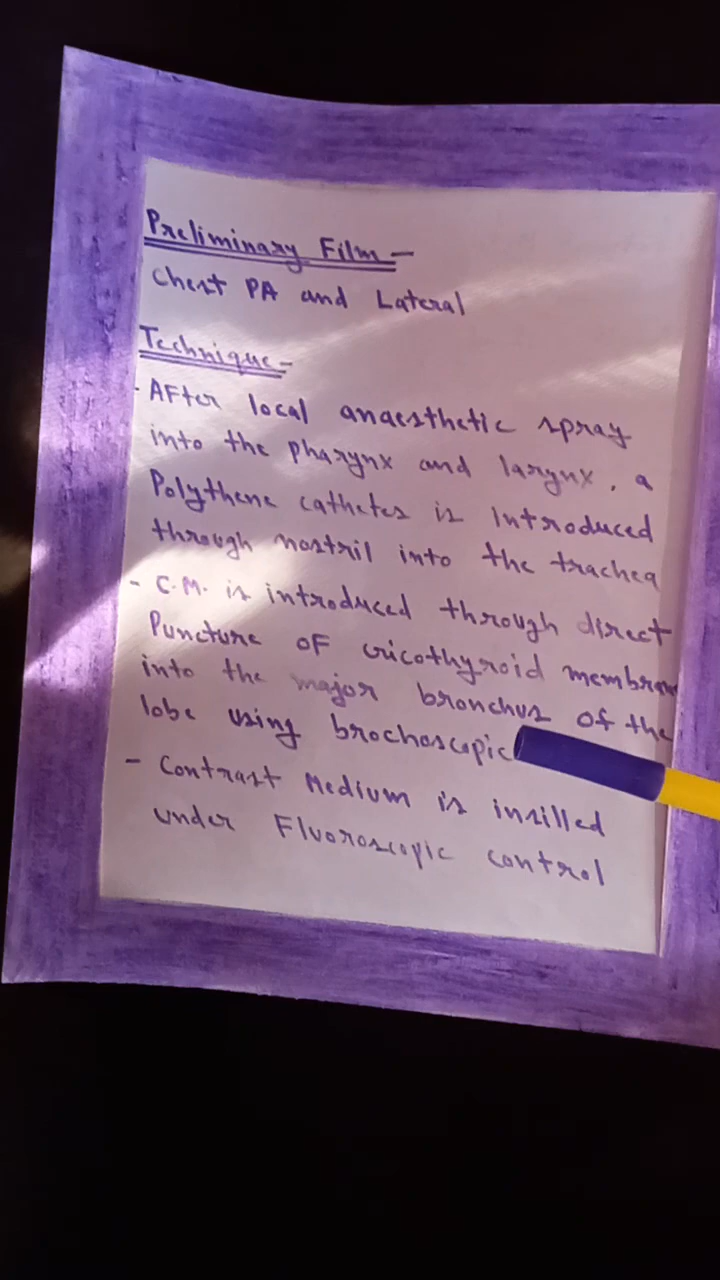 Preliminary Film -
Chest PA and Lateral
Technique -
- After local anaesthetic spray
into the pharynx and larynx, a
Polythene catheter is introduced
through nostril into the trachea
- C.M. is introduced through direct
Puncture of cricothyroid membrane
into the major bronchus of the
lobe using brochoscopic
- Contrast Medium is insilled
under Fluoroscopic control